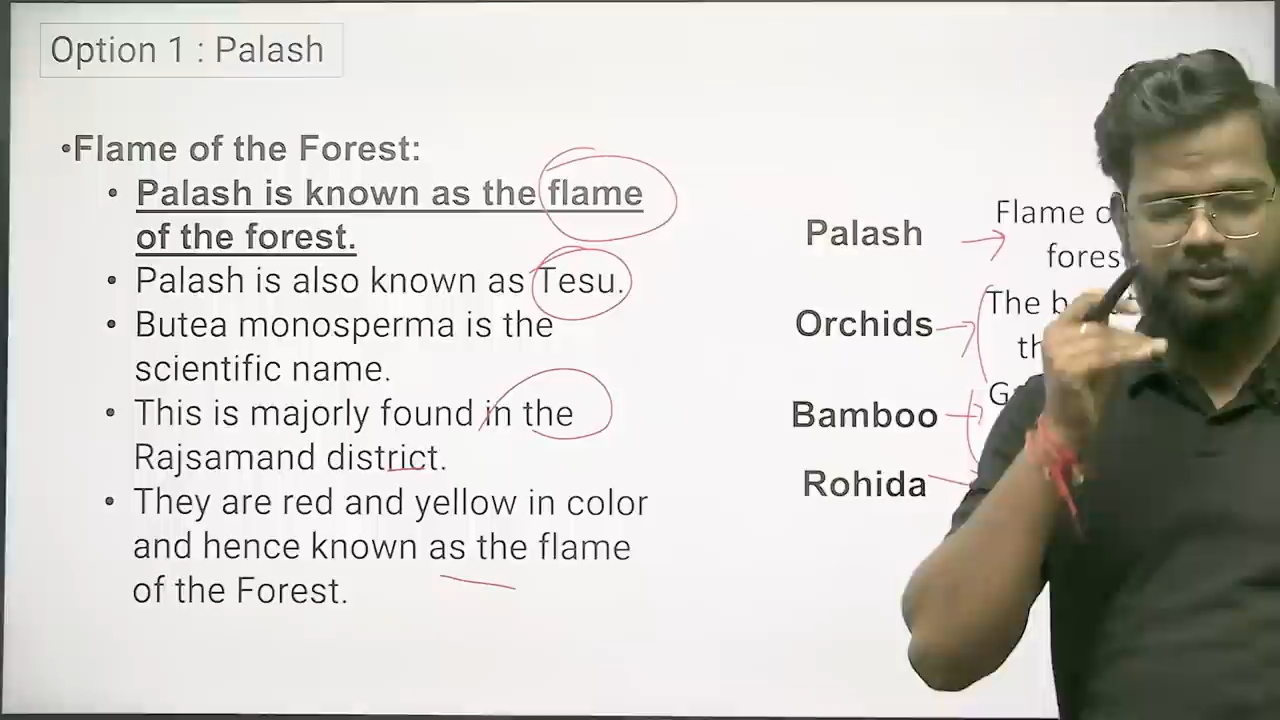 Option 1 : Palash
•Flame of the Forest:
• Palash is known as the flame
of the forest.
• Palash is also known as Tesu.
• Butea monosperma is the
scientific name.
• This is majorly found in the
Rajsamand district.
• They are red and yellow in color
and hence known as the flame
of the Forest.
Palash
Flame
Orchids
The
Bamboo
Rohida